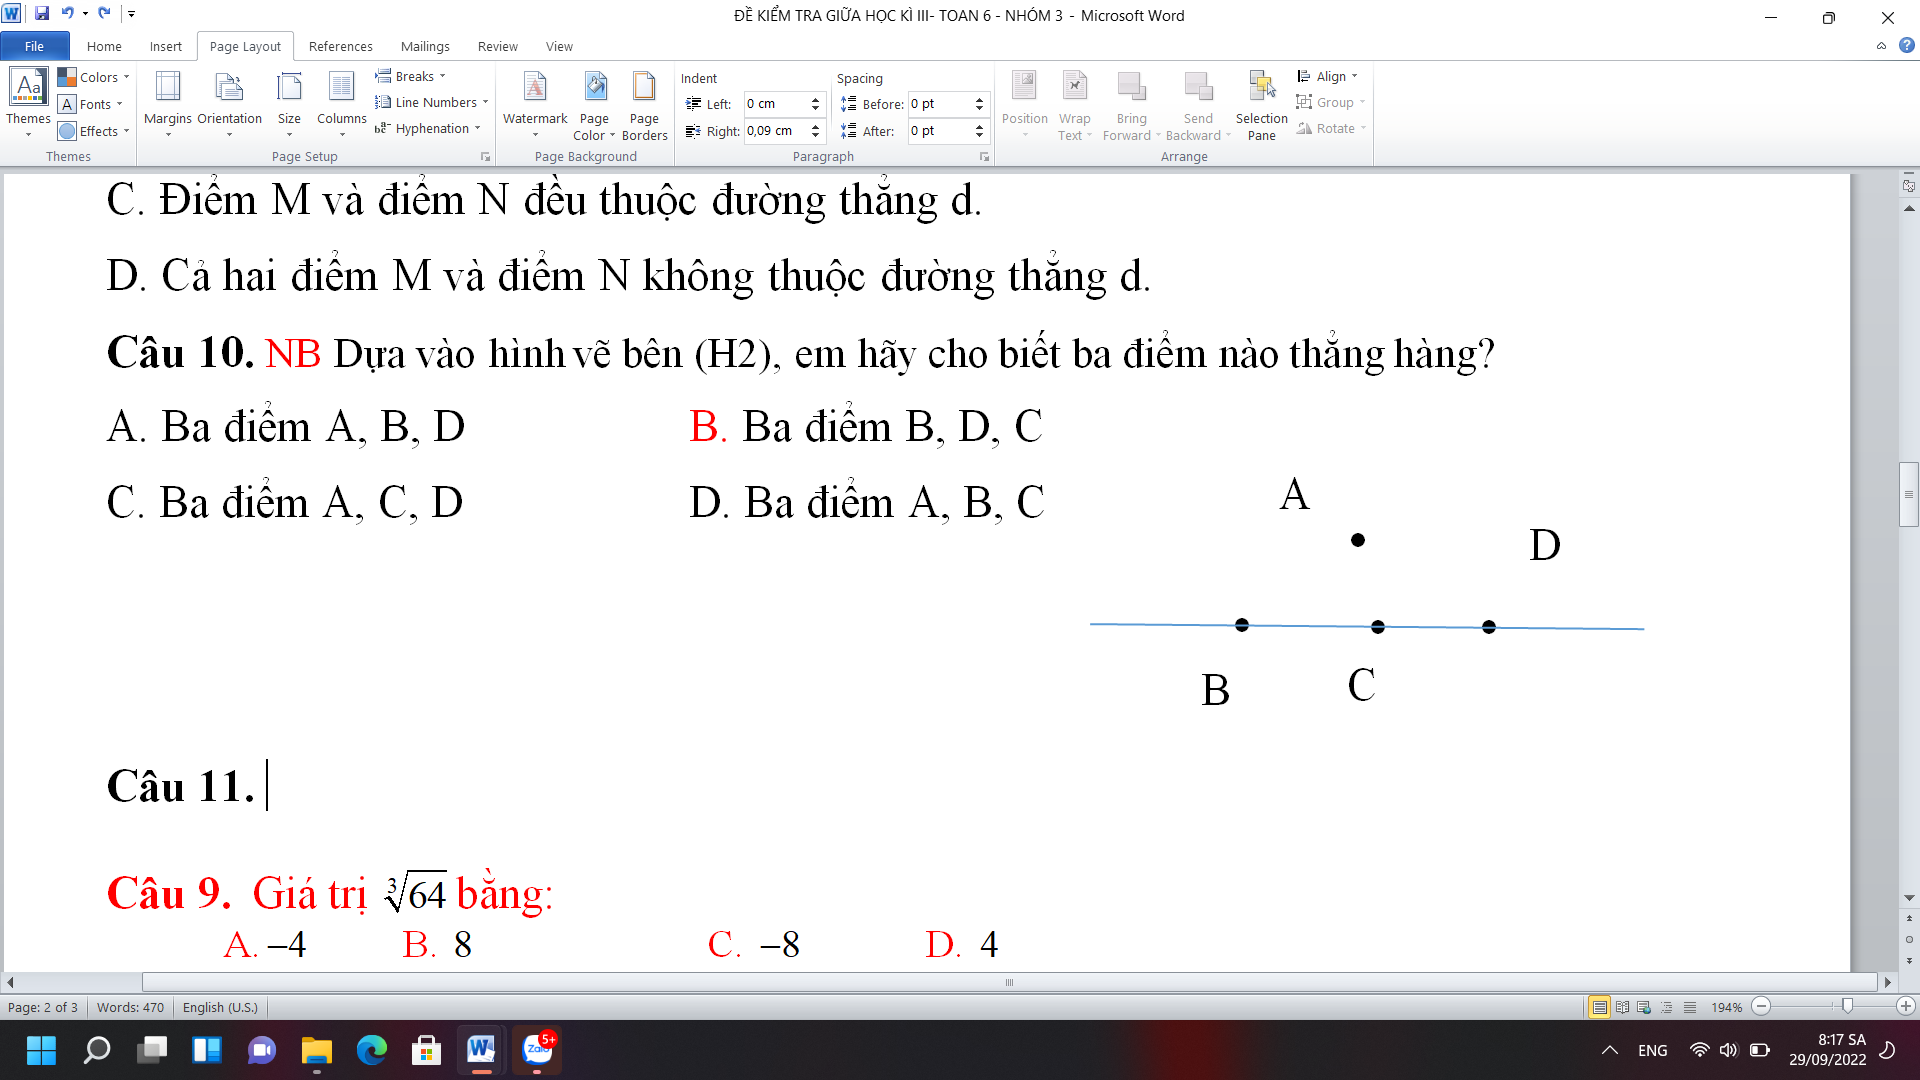 ĐỀ KIỂM TRA GIỮA HỌC KÌ III- TOAN 6 - NHÓM 3 - Microsoft Word
File Home Insert Page Layout References Mailings Review View
Themes Colors Fonts Effects Themes
Margins Orientation Size Columns Breaks Line Numbers Hyphenation Page Setup
Watermark Page Color Page Borders Page Background
Indent Left: 0 cm Right: 0,09 cm Spacing Before: 0 pt After: 0 pt Paragraph
Position Wrap Text Bring Forward Send Backward Selection Pane Align Group Rotate Arrange
C. Điểm M và điểm N đều thuộc đường thẳng d.
D. Cả hai điểm M và điểm N không thuộc đường thẳng d.
Câu 10. NB Dựa vào hình vẽ bên (H2), em hãy cho biết ba điểm nào thẳng hàng?
A. Ba điểm A, B, D B. Ba điểm B, D, C
C. Ba điểm A, C, D D. Ba điểm A, B, C
A
D
B C
Câu 11.
Câu 9. Giá trị ∛64 bằng:
A. −4 B. 8 C. −8 D. 4
Page: 2 of 3 Words: 470 English (U.S.) 194%
Zalo 5+ ENG 8:17 SA
29/09/2022